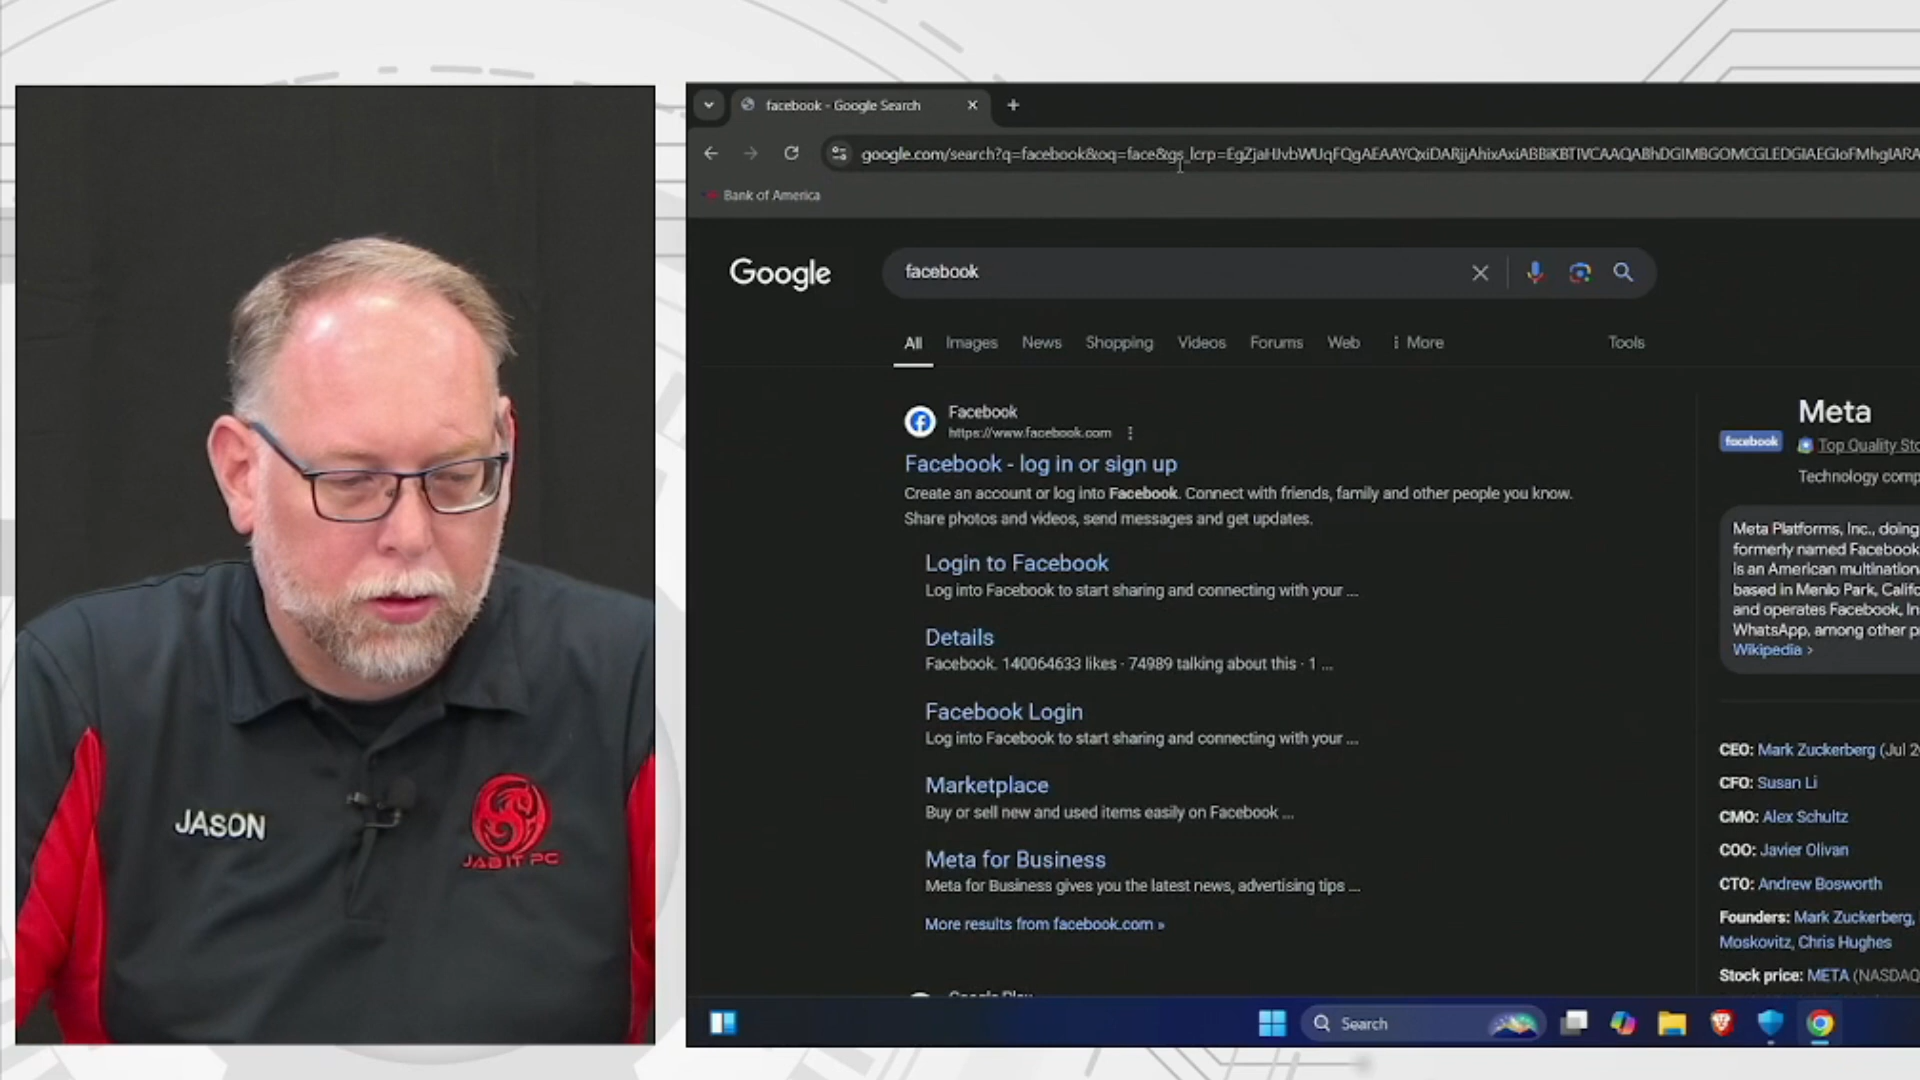 facebook - Google Search
google.com/search?q=facebook&oq=face&gs_lcrp=
Bank of America
Google
facebook
All Images News Shopping Videos Forums Web More Tools
Facebook
https://www.facebook.com
Facebook - log in or sign up
Create an account or log into Facebook. Connect with friends, family and other people you know.
Share photos and videos, send messages and get updates.
Login to Facebook
Log into Facebook to start sharing and connecting with your ...
Details
Facebook. 140064633 likes · 74989 talking about this · 1 ...
Facebook Login
Log into Facebook to start sharing and connecting with your ...
Marketplace
Buy or sell new and used items easily on Facebook ...
Meta for Business
Meta for Business gives you the latest news, advertising tips ...
More results from facebook.com »
Google Play
Meta
facebook
Top Quality Sto
Technology comp
Meta Platforms, Inc., doing
formerly named Facebook
is an American multination
based in Menlo Park, Califo
and operates Facebook, In
WhatsApp, among other p
Wikipedia >
CEO: Mark Zuckerberg (Jul 2
CFO: Susan Li
CMO: Alex Schultz
COO: Javier Olivan
CTO: Andrew Bosworth
Founders: Mark Zuckerberg,
Moskovitz, Chris Hughes
Stock price: META (NASDAQ
Search
JASON
JAB IT PC